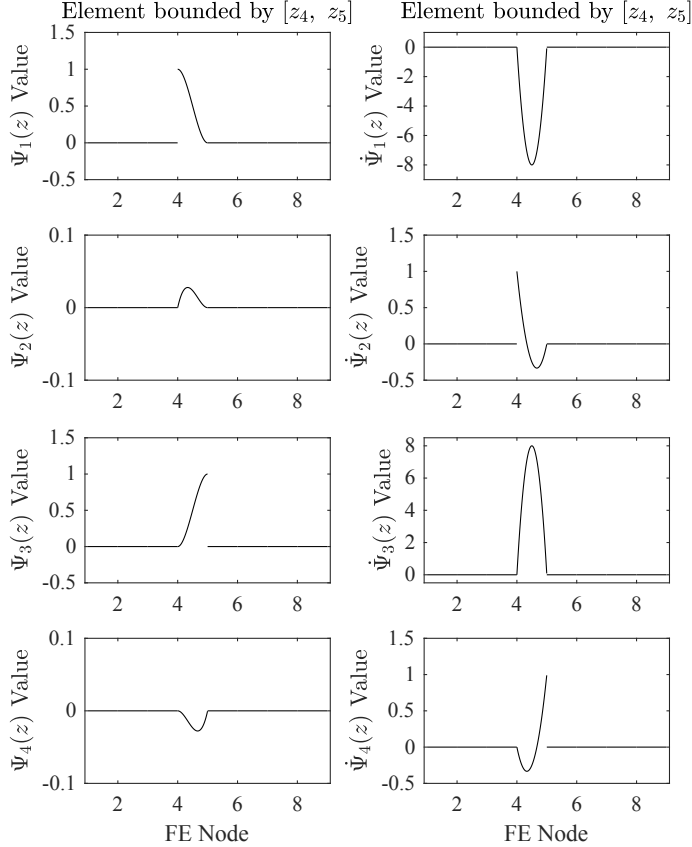 Element bounded by [z₄, z₅] Element bounded by [z₄, z₅]
Ψ₁(z) Value
1.5
1
0.5
0
-0.5
2 4 6 8
Ψ̇₁(z) Value
0
-2
-4
-6
-8
2 4 6 8
Ψ₂(z) Value
0.1
0
-0.1
2 4 6 8
Ψ̇₂(z) Value
1.5
1
0.5
0
-0.5
2 4 6 8
Ψ₃(z) Value
1.5
1
0.5
0
-0.5
2 4 6 8
Ψ̇₃(z) Value
8
6
4
2
0
2 4 6 8
Ψ₄(z) Value
0.1
0
-0.1
2 4 6 8
FE Node
Ψ̇₄(z) Value
1.5
1
0.5
0
-0.5
2 4 6 8
FE Node